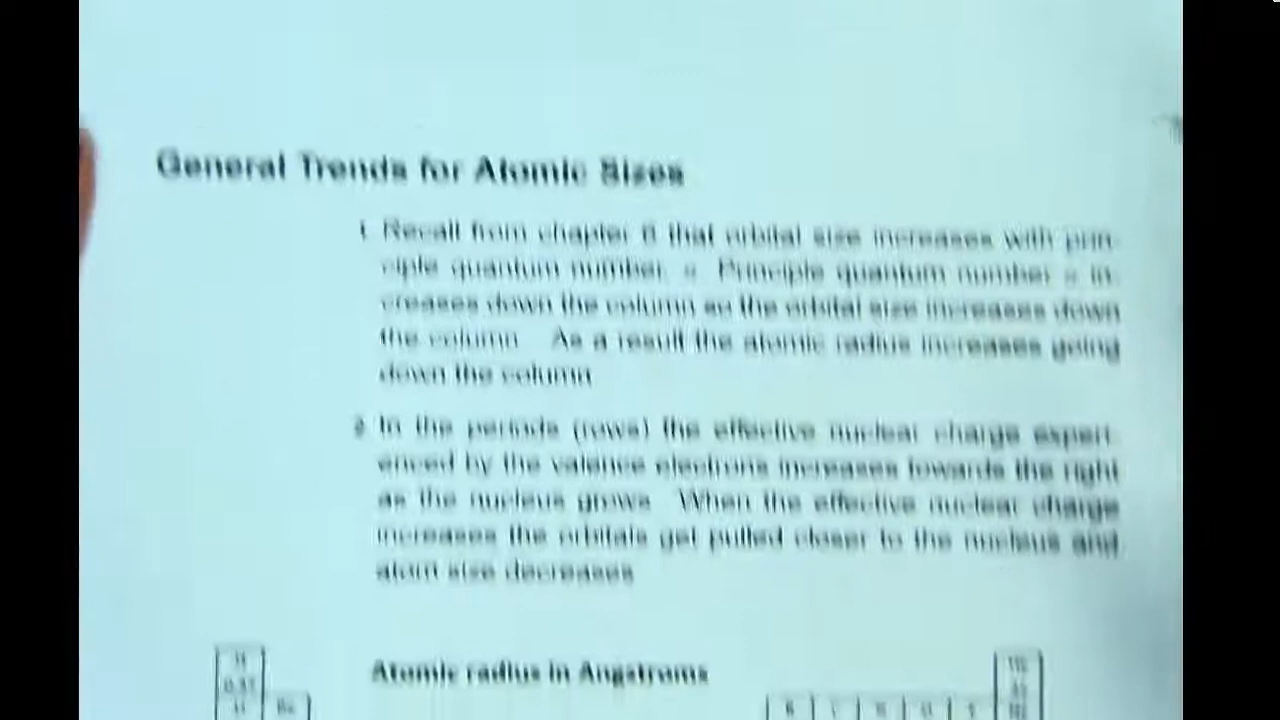 General Trends for Atomic Sizes
1. Recall from chapter 6 that orbital size increases with prin-
ciple quantum number, n. Principle quantum number n in-
creases down the column so the orbital size increases down
the column. As a result the atomic radius increases going
down the column.
2. In the periods (rows) the effective nuclear charge experi-
enced by the valence electrons increases towards the right
as the nucleus grows. When the effective nuclear charge
increases the orbitals get pulled closer to the nucleus and
atom size decreases.
Atomic radius in Angstroms
H